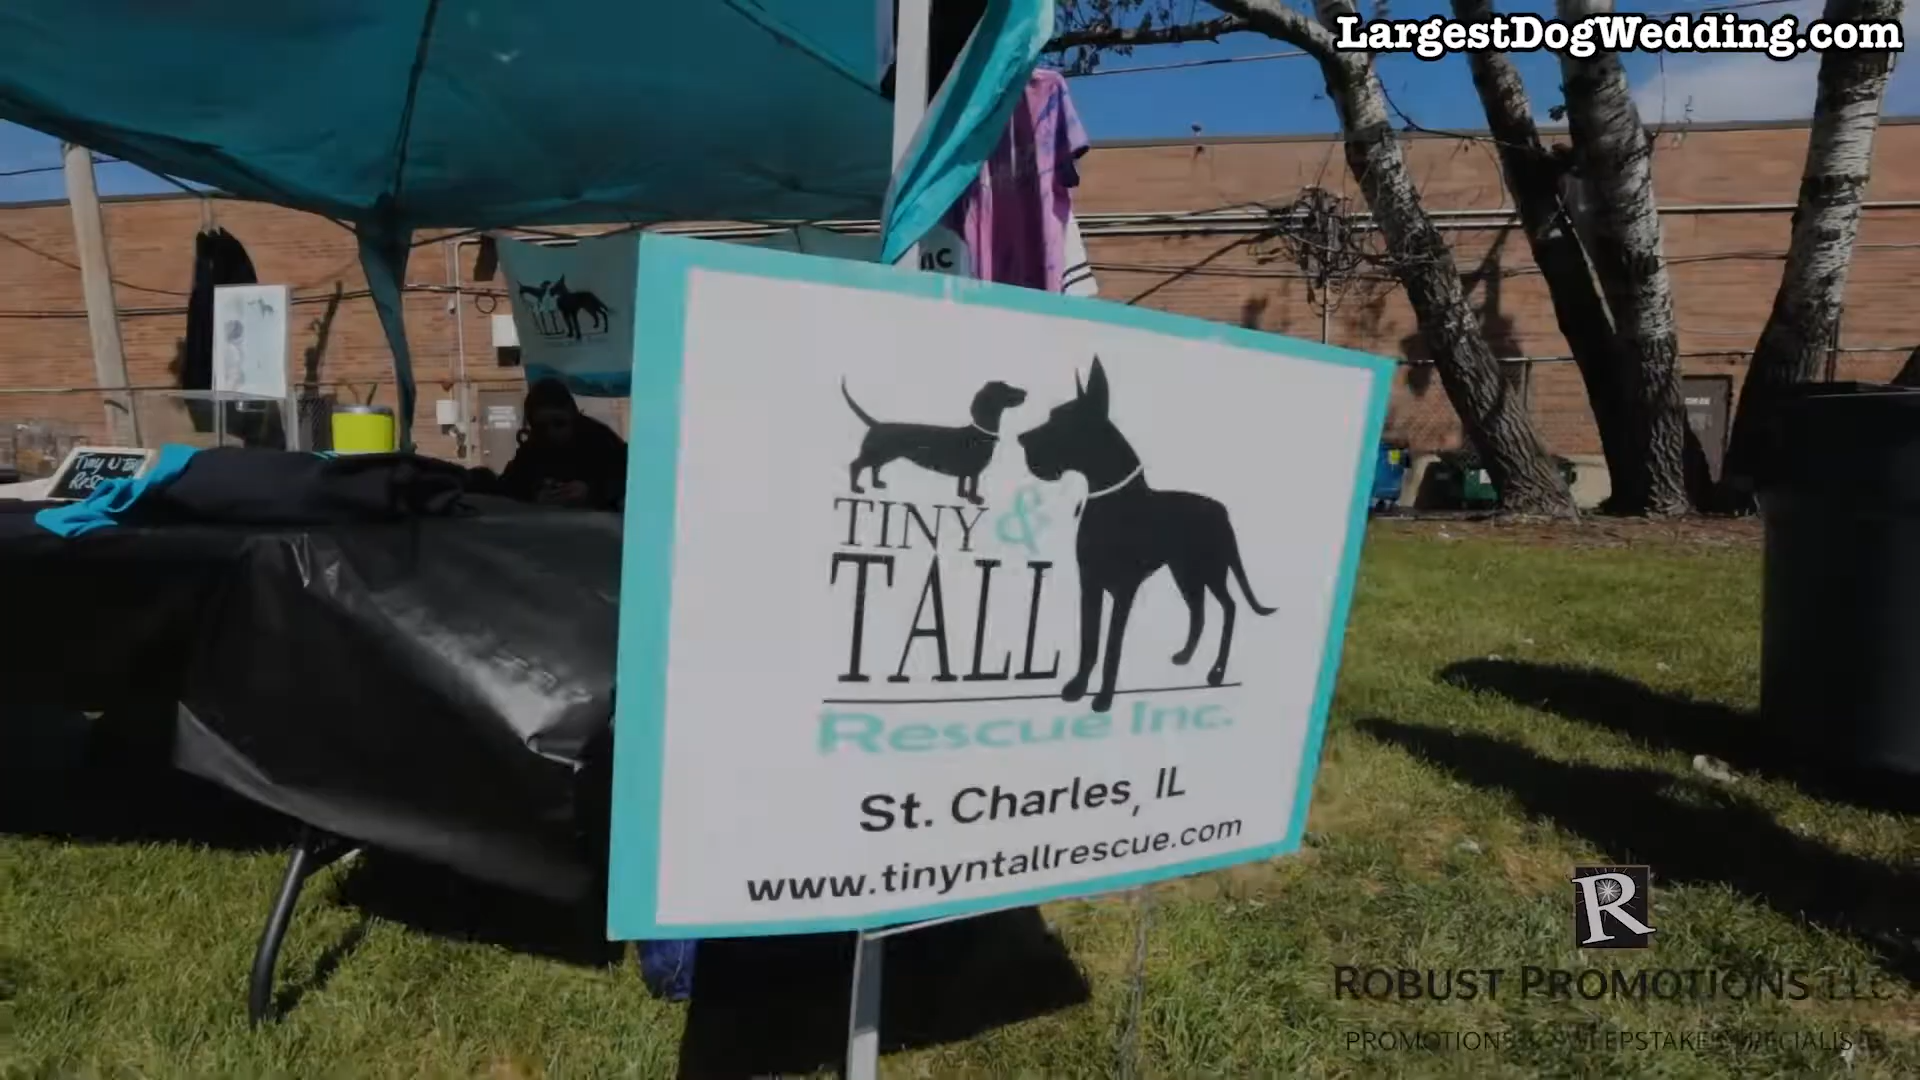 LargestDogWedding.com
TINY &
TALL
Rescue Inc.
St. Charles, IL
www.tinyntallrescue.com
R
ROBUST PROMOTIONS LLC